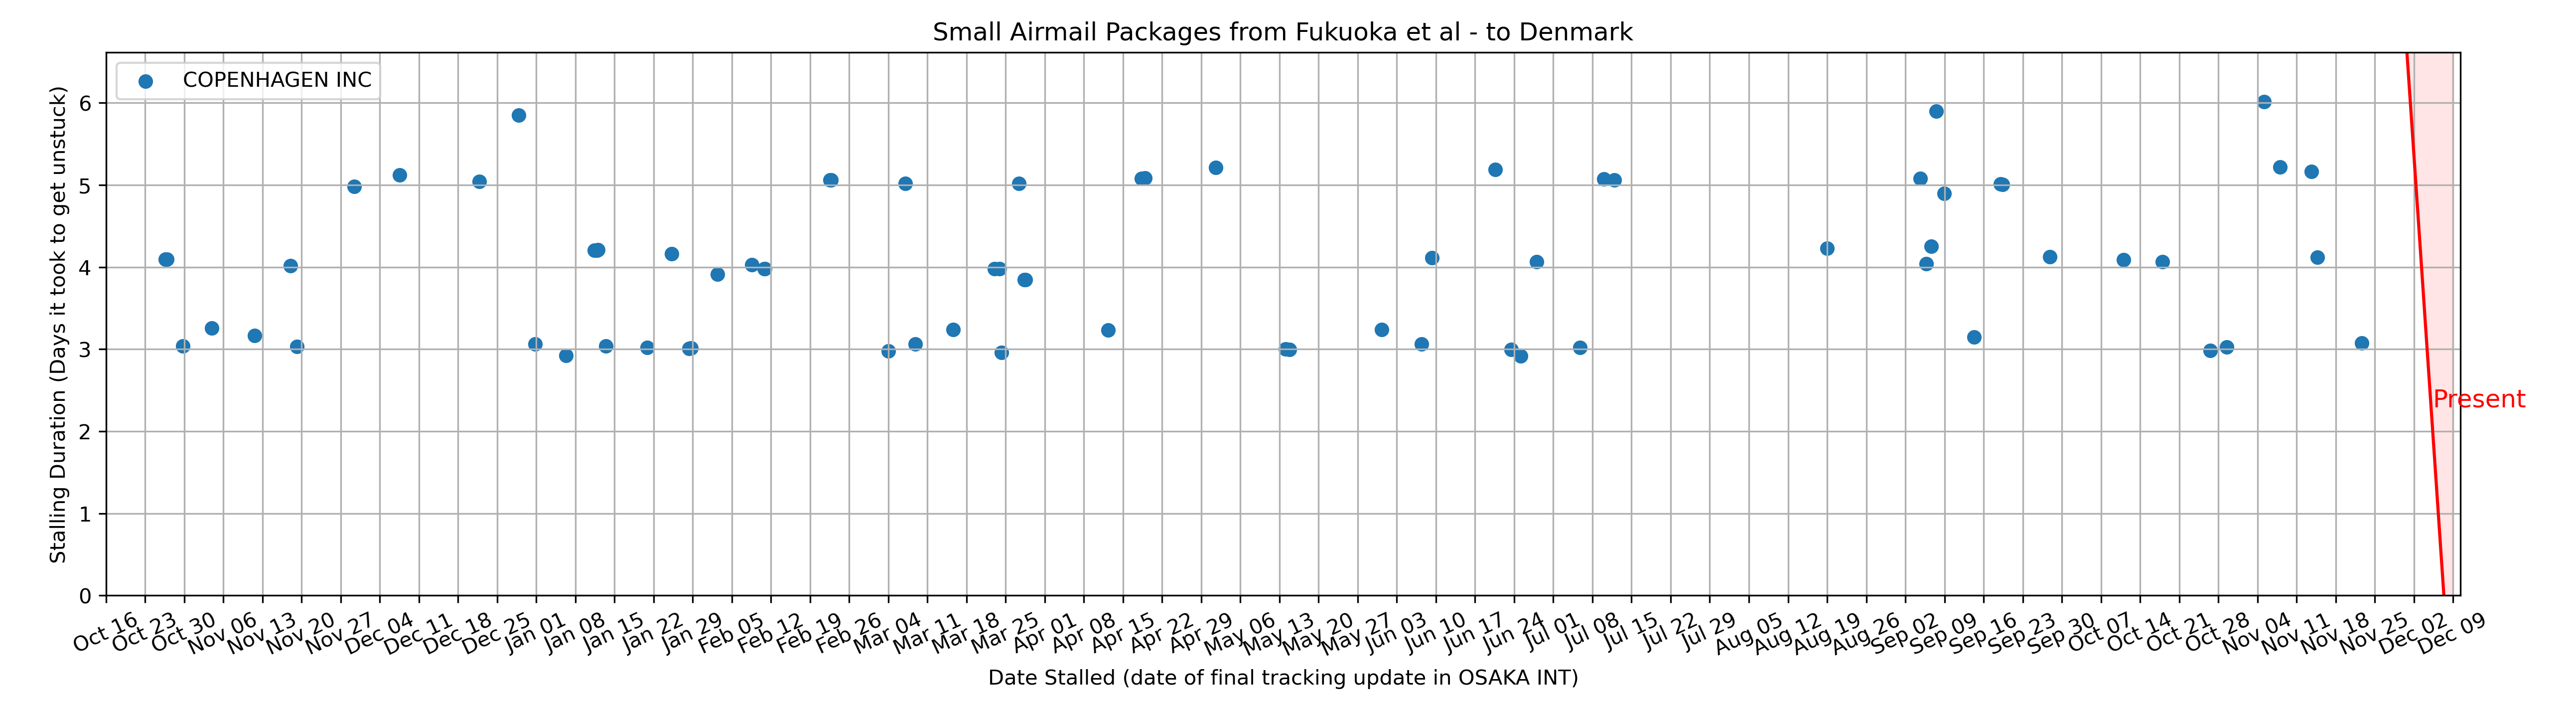 Small Airmail Packages from Fukuoka et al - to Denmark
COPENHAGEN INC
Stalling Duration (Days it took to get unstuck)
6
5
4
3
2
1
0
Present
Oct 16
Oct 23
Oct 30
Nov 06
Nov 13
Nov 20
Nov 27
Dec 04
Dec 11
Dec 18
Dec 25
Jan 01
Jan 08
Jan 15
Jan 22
Jan 29
Feb 05
Feb 12
Feb 19
Feb 26
Mar 04
Mar 11
Mar 18
Mar 25
Apr 01
Apr 08
Apr 15
Apr 22
Apr 29
May 06
May 13
May 20
May 27
Jun 03
Jun 10
Jun 17
Jun 24
Jul 01
Jul 08
Jul 15
Jul 22
Jul 29
Aug 05
Aug 12
Aug 19
Aug 26
Sep 02
Sep 09
Sep 16
Sep 23
Sep 30
Oct 07
Oct 14
Oct 21
Oct 28
Nov 04
Nov 11
Nov 18
Nov 25
Dec 02
Dec 09
Date Stalled (date of final tracking update in OSAKA INT)